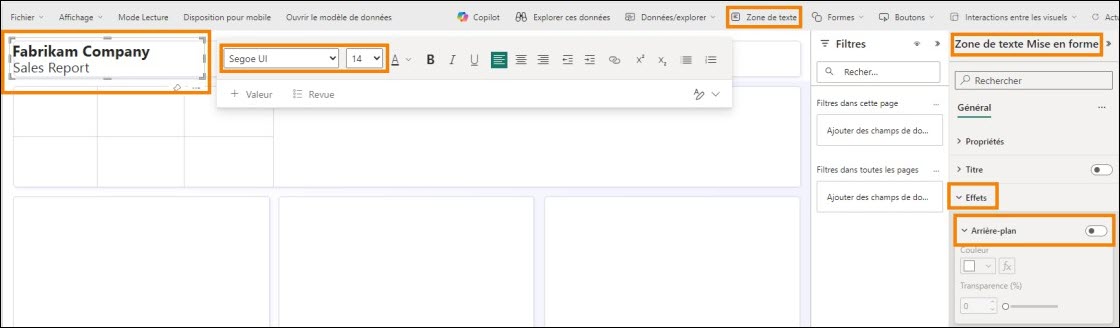 Fichier Affichage Mode Lecture Disposition pour mobile Ouvrir le modèle de données Copilot Explorer ces données Données/explorer Zone de texte Formes Boutons Interactions entre les visuels
Fabrikam Company
Sales Report
Segoe UI 14 A B I U X² X₂
+ Valeur Revue
Filtres
Recher...
Filtres dans cette page ...
Ajouter des champs de do...
Filtres dans toutes les pages ...
Ajouter des champs de do...
Zone de texte Mise en forme
Rechercher
Général ...
Propriétés
Titre
Effets
Arrière-plan
Couleur
fx
Transparence (%)
0